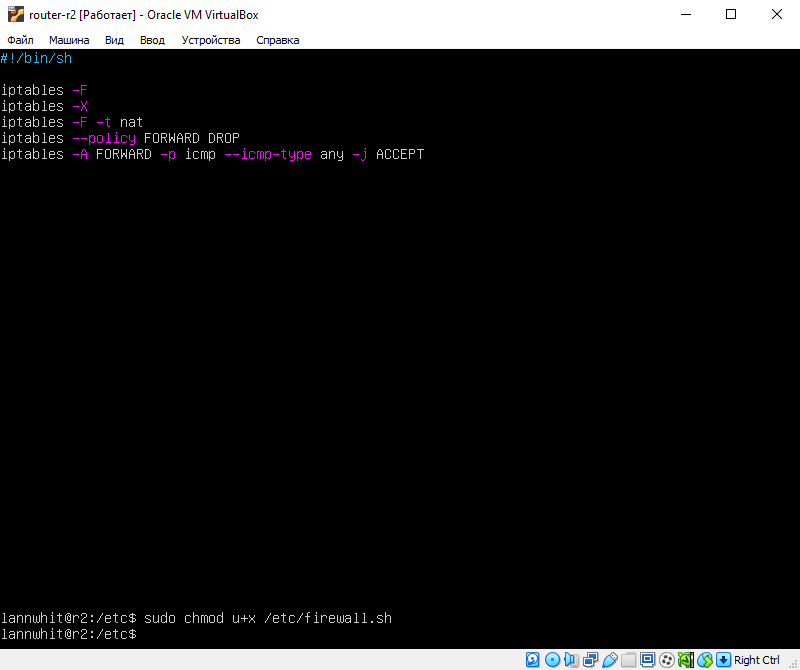 router-r2 [Работает] - Oracle VM VirtualBox
Файл Машина Вид Ввод Устройства Справка
#!/bin/sh
iptables -F
iptables -X
iptables -F -t nat
iptables --policy FORWARD DROP
iptables -A FORWARD -p icmp --icmp-type any -j ACCEPT
lannwhit@r2:/etc$ sudo chmod u+x /etc/firewall.sh
lannwhit@r2:/etc$
Right Ctrl